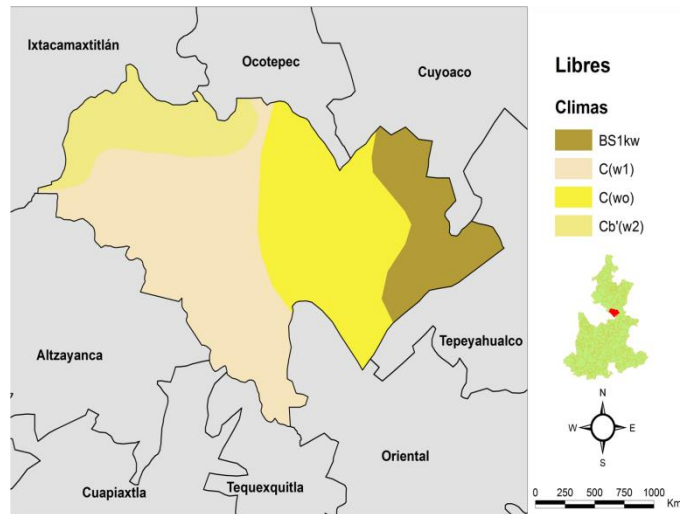 Ixtacamaxtitlán
Ocotepec
Cuyoaco
Altzayanca
Tepeyahualco
Oriental
Cuapiaxtla
Tequexquitla
Libres
Climas
BS1kw
C(w1)
C(wo)
Cb'(w2)
N
W E
S
0 250 500 750 1000
Km